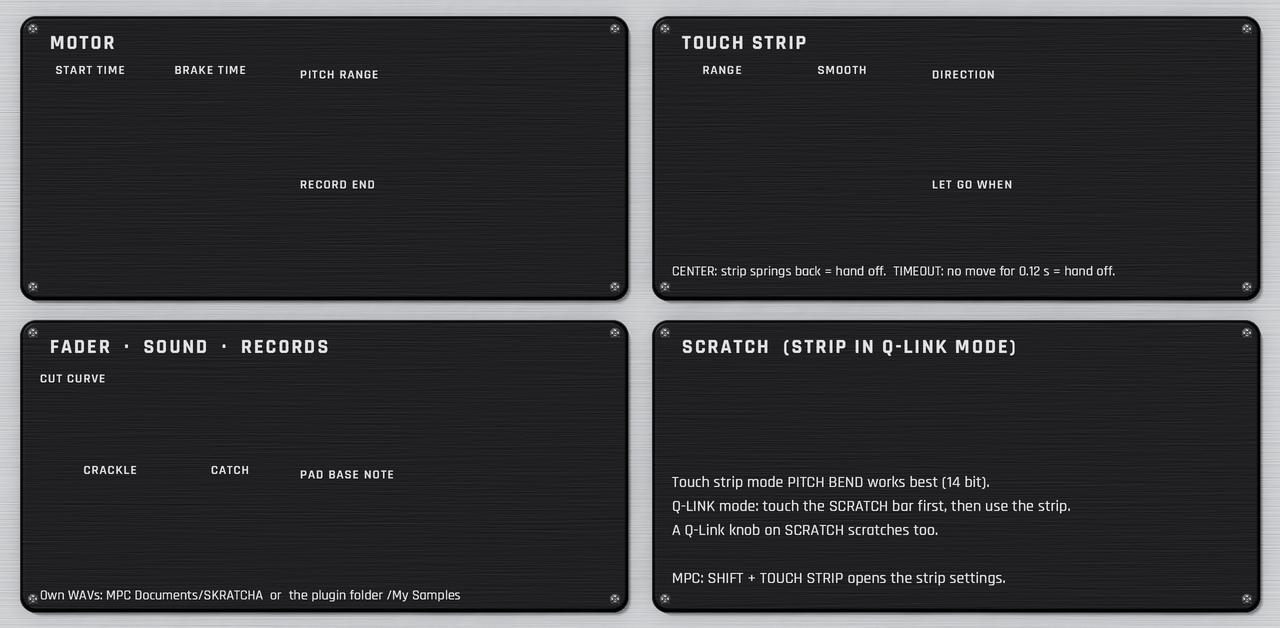 MOTOR
START TIME
BRAKE TIME
PITCH RANGE
RECORD END
TOUCH STRIP
RANGE
SMOOTH
DIRECTION
LET GO WHEN
CENTER: strip springs back = hand off.  TIMEOUT: no move for 0.12 s = hand off.
FADER · SOUND · RECORDS
CUT CURVE
CRACKLE
CATCH
PAD BASE NOTE
Own WAVs: MPC Documents/SKRATCHA  or  the plugin folder /My Samples
SCRATCH (STRIP IN Q-LINK MODE)
Touch strip mode PITCH BEND works best (14 bit).
Q-LINK mode: touch the SCRATCH bar first, then use the strip.
A Q-Link knob on SCRATCH scratches too.
MPC: SHIFT + TOUCH STRIP opens the strip settings.